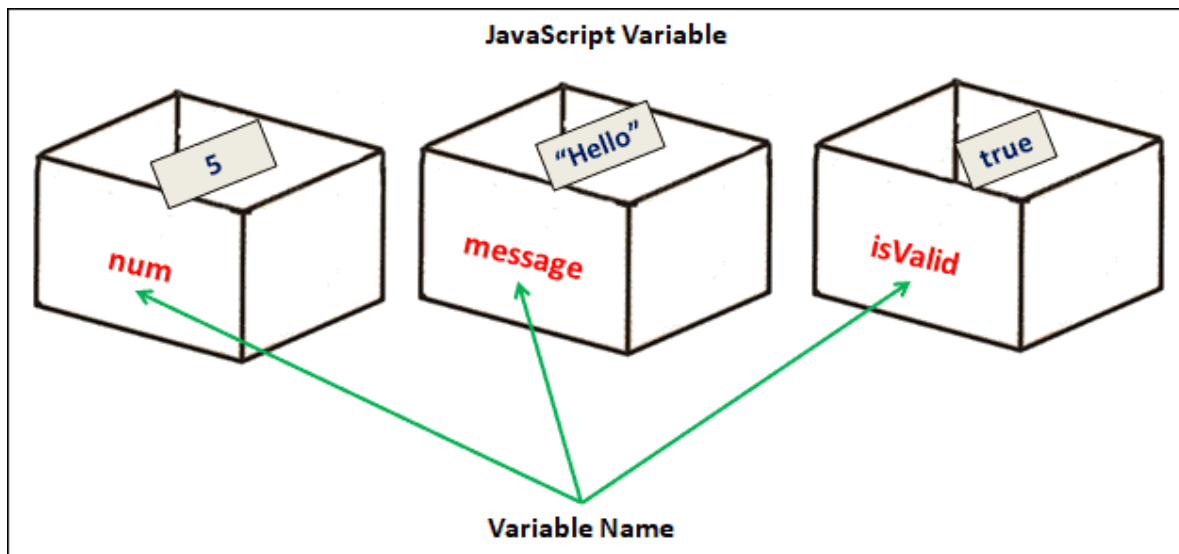 JavaScript Variable
5
“Hello”
true
num
message
isValid
Variable Name